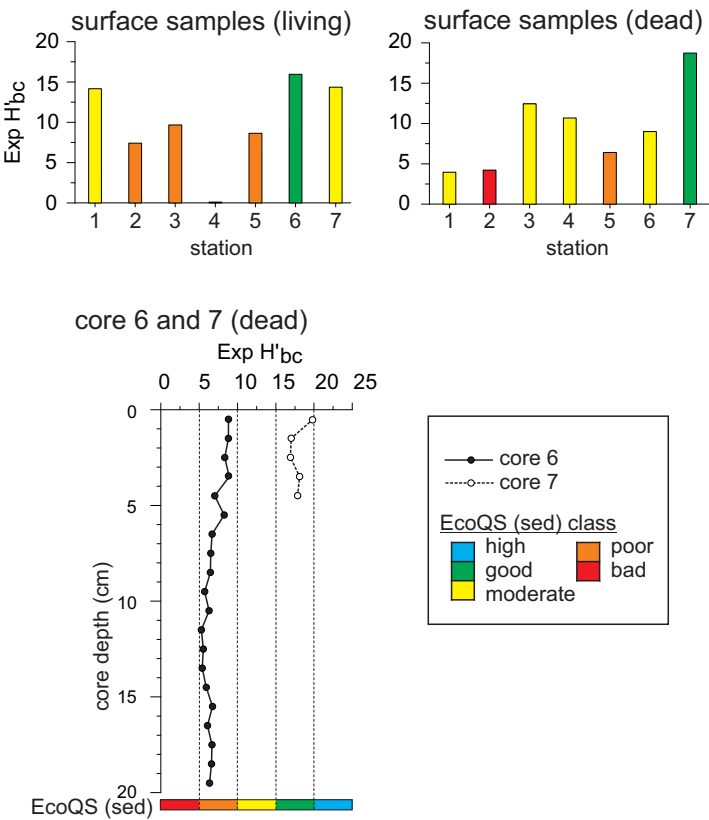 surface samples (living)
20
15
10
5
0
Exp H'bc
1 2 3 4 5 6 7
station
surface samples (dead)
20
15
10
5
0
1 2 3 4 5 6 7
station
core 6 and 7 (dead)
Exp H'bc
0 5 10 15 20 25
0
5
10
15
20
core depth (cm)
EcoQS (sed)
core 6
core 7
EcoQS (sed) class
high
good
moderate
poor
bad